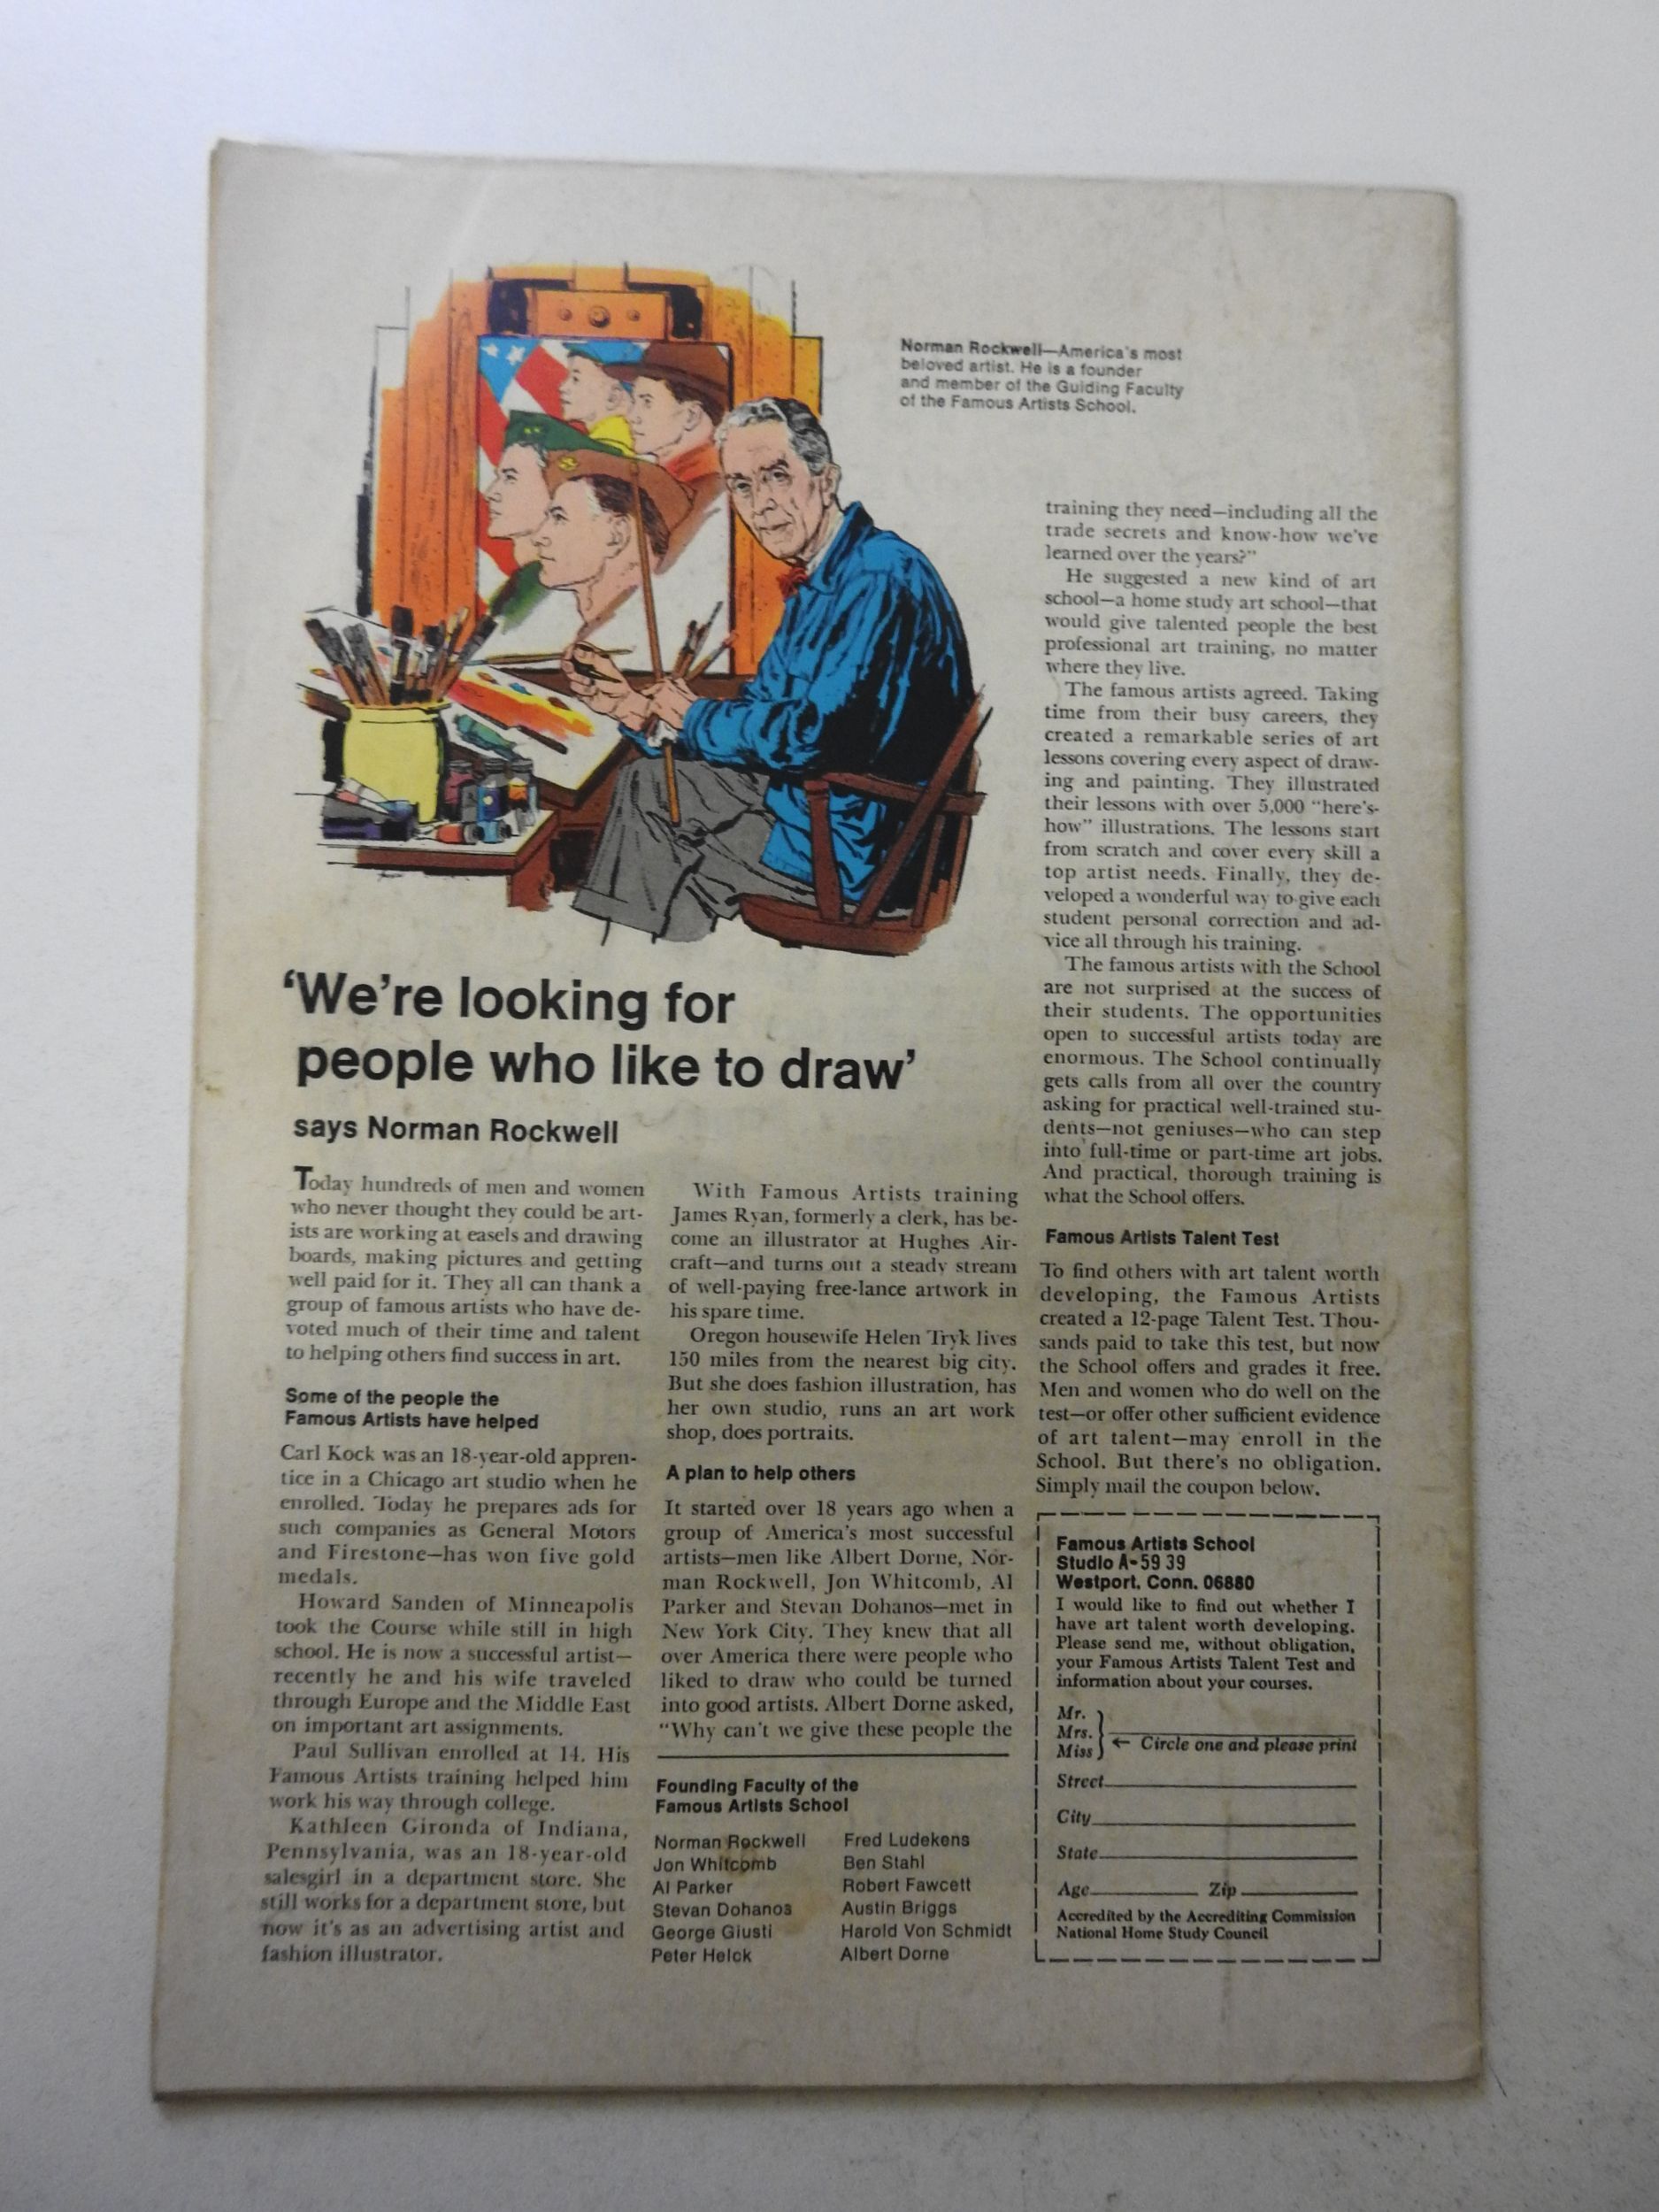 Norman Rockwell—America's most
beloved artist. He is a founder
and member of the Guiding Faculty
of the Famous Artists School.
'We're looking for
people who like to draw'
says Norman Rockwell
Today hundreds of men and women
who never thought they could be art-
ists are working at easels and drawing
boards, making pictures and getting
well paid for it. They all can thank a
group of famous artists who have de-
voted much of their time and talent
to helping others find success in art.
Some of the people the
Famous Artists have helped
Carl Kock was an 18-year-old appren-
tice in a Chicago art studio when he
enrolled. Today he prepares ads for
such companies as General Motors
and Firestone—has won five gold
medals.
Howard Sanden of Minneapolis
took the Course while still in high
school. He is now a successful artist—
recently he and his wife traveled
through Europe and the Middle East
on important art assignments.
Paul Sullivan enrolled at 14. His
Famous Artists training helped him
work his way through college.
Kathleen Gironda of Indiana,
Pennsylvania, was an 18-year-old
salesgirl in a department store. She
still works for a department store, but
now it's as an advertising artist and
fashion illustrator.
With Famous Artists training
James Ryan, formerly a clerk, has be-
come an illustrator at Hughes Air-
craft—and turns out a steady stream
of well-paying free-lance artwork in
his spare time.
Oregon housewife Helen Tryk lives
150 miles from the nearest big city.
But she does fashion illustration, has
her own studio, runs an art work
shop, does portraits.
A plan to help others
It started over 18 years ago when a
group of America's most successful
artists—men like Albert Dorne, Nor-
man Rockwell, Jon Whitcomb, Al
Parker and Stevan Dohanos—met in
New York City. They knew that all
over America there were people who
liked to draw who could be turned
into good artists. Albert Dorne asked,
"Why can't we give these people the
Founding Faculty of the
Famous Artists School
Norman Rockwell
Jon Whitcomb
Al Parker
Stevan Dohanos
George Giusti
Peter Helck
Fred Ludekens
Ben Stahl
Robert Fawcett
Austin Briggs
Harold Von Schmidt
Albert Dorne
training they need—including all the
trade secrets and know-how we've
learned over the years?"
He suggested a new kind of art
school—a home study art school—that
would give talented people the best
professional art training, no matter
where they live.
The famous artists agreed. Taking
time from their busy careers, they
created a remarkable series of art
lessons covering every aspect of draw-
ing and painting. They illustrated
their lessons with over 5,000 "here's-
how" illustrations. The lessons start
from scratch and cover every skill a
top artist needs. Finally, they de-
veloped a wonderful way to give each
student personal correction and ad-
vice all through his training.
The famous artists with the School
are not surprised at the success of
their students. The opportunities
open to successful artists today are
enormous. The School continually
gets calls from all over the country
asking for practical well-trained stu-
dents—not geniuses—who can step
into full-time or part-time art jobs.
And practical, thorough training is
what the School offers.
Famous Artists Talent Test
To find others with art talent worth
developing, the Famous Artists
created a 12-page Talent Test. Thou-
sands paid to take this test, but now
the School offers and grades it free.
Men and women who do well on the
test—or offer other sufficient evidence
of art talent—may enroll in the
School. But there's no obligation.
Simply mail the coupon below.
Famous Artists School
Studio A-59 39
Westport, Conn. 06880
I would like to find out whether I
have art talent worth developing.
Please send me, without obligation,
your Famous Artists Talent Test and
information about your courses.
Mr.
Mrs.
Miss
← Circle one and please print
Street
City
State
Age Zip
Accredited by the Accrediting Commission
National Home Study Council